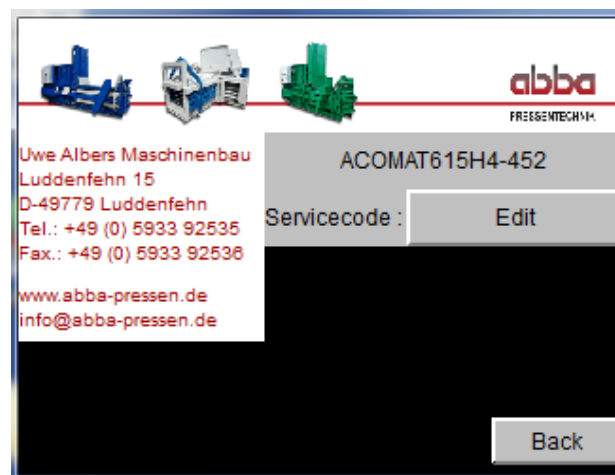 abba
PRESSENTECHNIK
Uwe Albers Maschinenbau
Luddenfehn 15
D-49779 Luddenfehn
Tel.: +49 (0) 5933 92535
Fax.: +49 (0) 5933 92536
www.abba-pressen.de
info@abba-pressen.de
ACOMAT615H4-452
Servicecode : Edit
Back